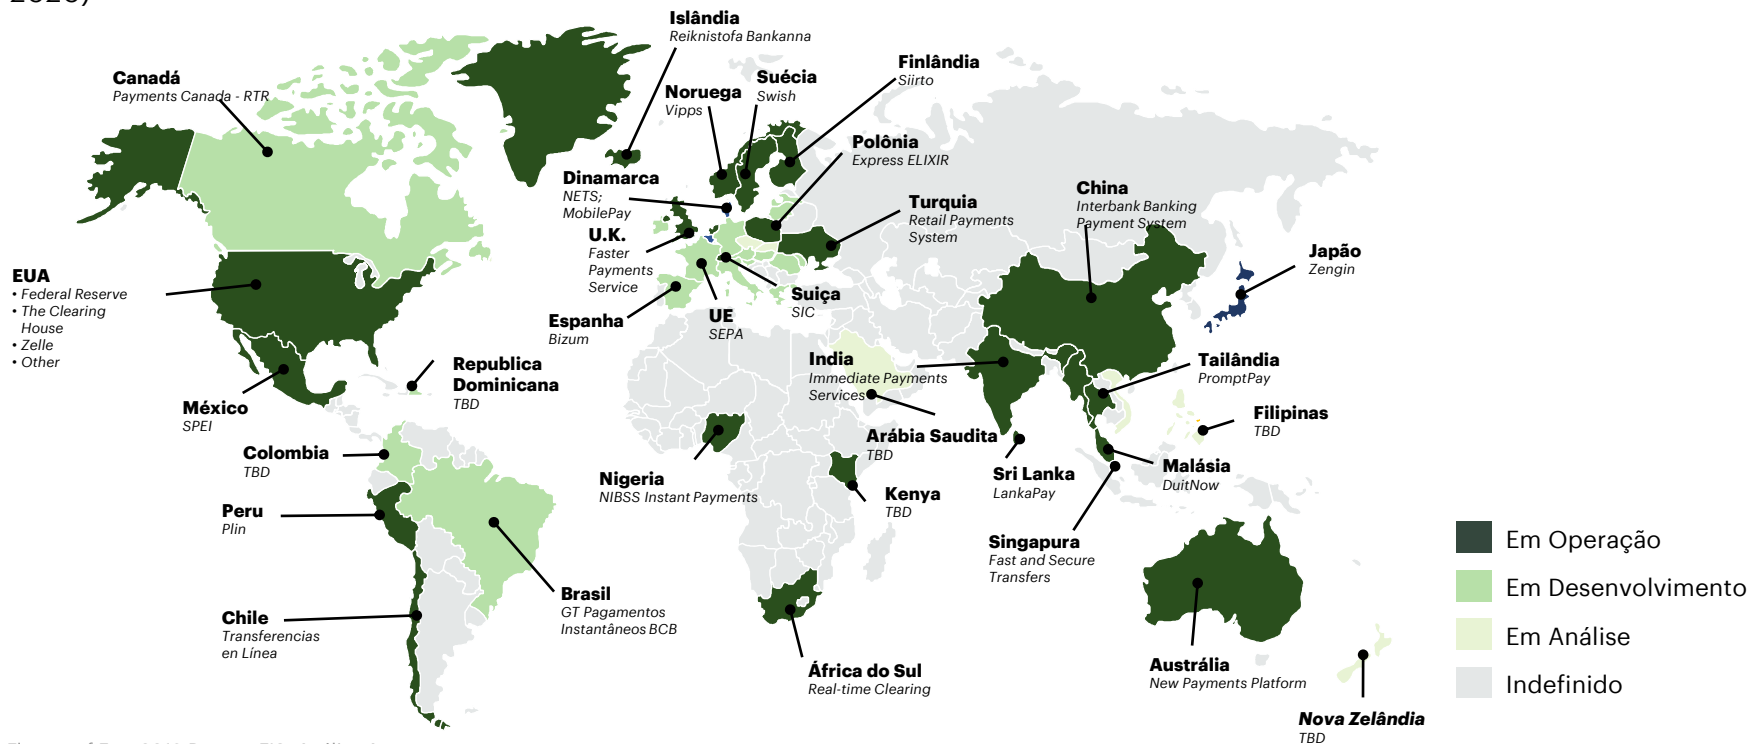 Canadá
Payments Canada - RTR
Islândia
Reiknistofa Bankanna
Noruega
Vipps
Suécia
Swish
Finlândia
Siirto
Polônia
Express ELIXIR
Dinamarca
NETS;
MobilePay
U.K.
Faster
Payments
Service
Turquia
Retail Payments
System
China
Interbank Banking
Payment System
Japão
Zengin
EUA
• Federal Reserve
• The Clearing
House
• Zelle
• Other
Espanha
Bizum
UE
SEPA
Suiça
SIC
México
SPEI
Republica
Dominicana
TBD
India
Immediate Payments
Services
Arábia Saudita
TBD
Tailândia
PromptPay
Filipinas
TBD
Colombia
TBD
Peru
Plin
Chile
Transferencias
en Línea
Brasil
GT Pagamentos
Instantâneos BCB
Nigeria
NIBSS Instant Payments
Kenya
TBD
Sri Lanka
LankaPay
Malásia
DuitNow
Singapura
Fast and Secure
Transfers
África do Sul
Real-time Clearing
Austrália
New Payments Platform
Nova Zelândia
TBD
Em Operação
Em Desenvolvimento
Em Análise
Indefinido